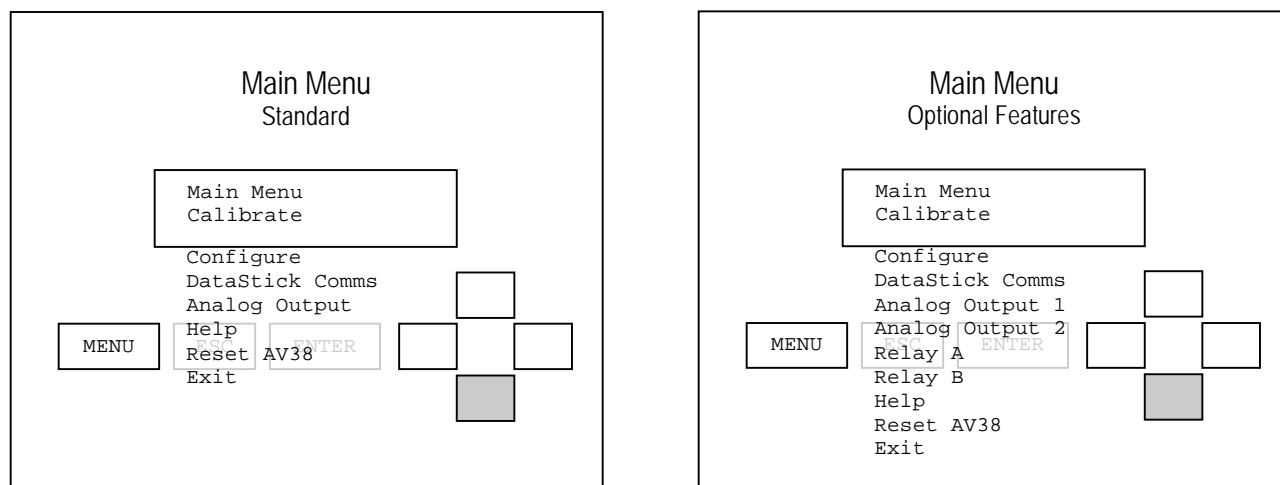 Main Menu
Standard
Main Menu
Calibrate
Configure
DataStick Comms
Analog Output
Help
Reset AV38
Exit
MENU
ESC
ENTER
Main Menu
Optional Features
Main Menu
Calibrate
Configure
DataStick Comms
Analog Output 1
Analog Output 2
Relay A
Relay B
Help
Reset AV38
Exit
MENU
ESC
ENTER